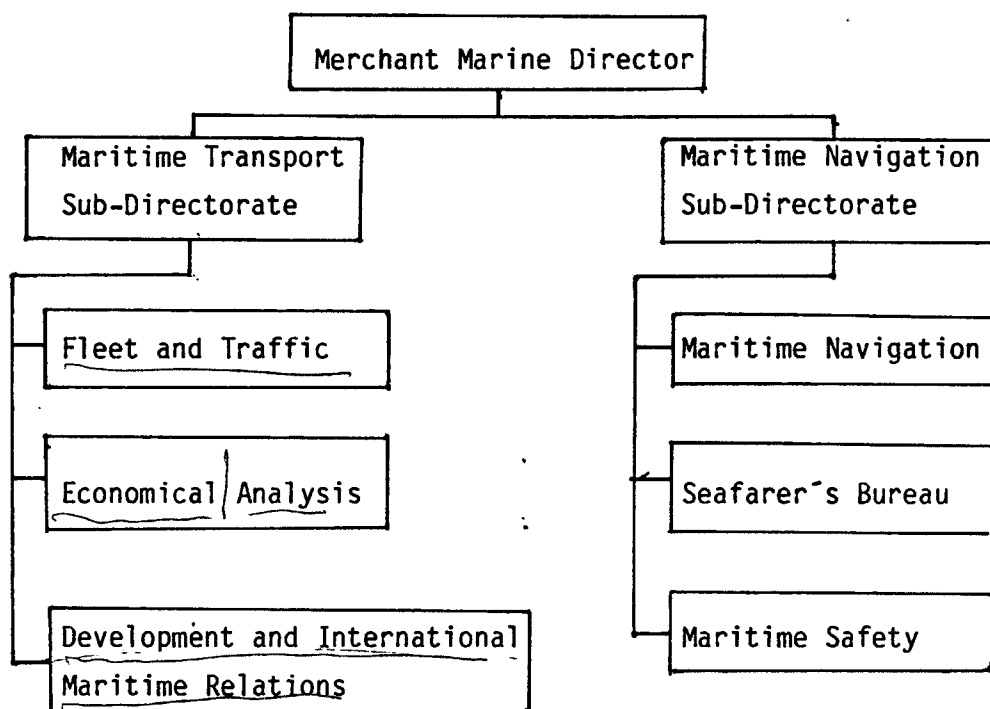 Merchant Marine Director
Maritime Transport
Sub-Directorate
Fleet and Traffic
Economical Analysis
Development and International
Maritime Relations
Maritime Navigation
Sub-Directorate
Maritime Navigation
Seafarer´s Bureau
Maritime Safety